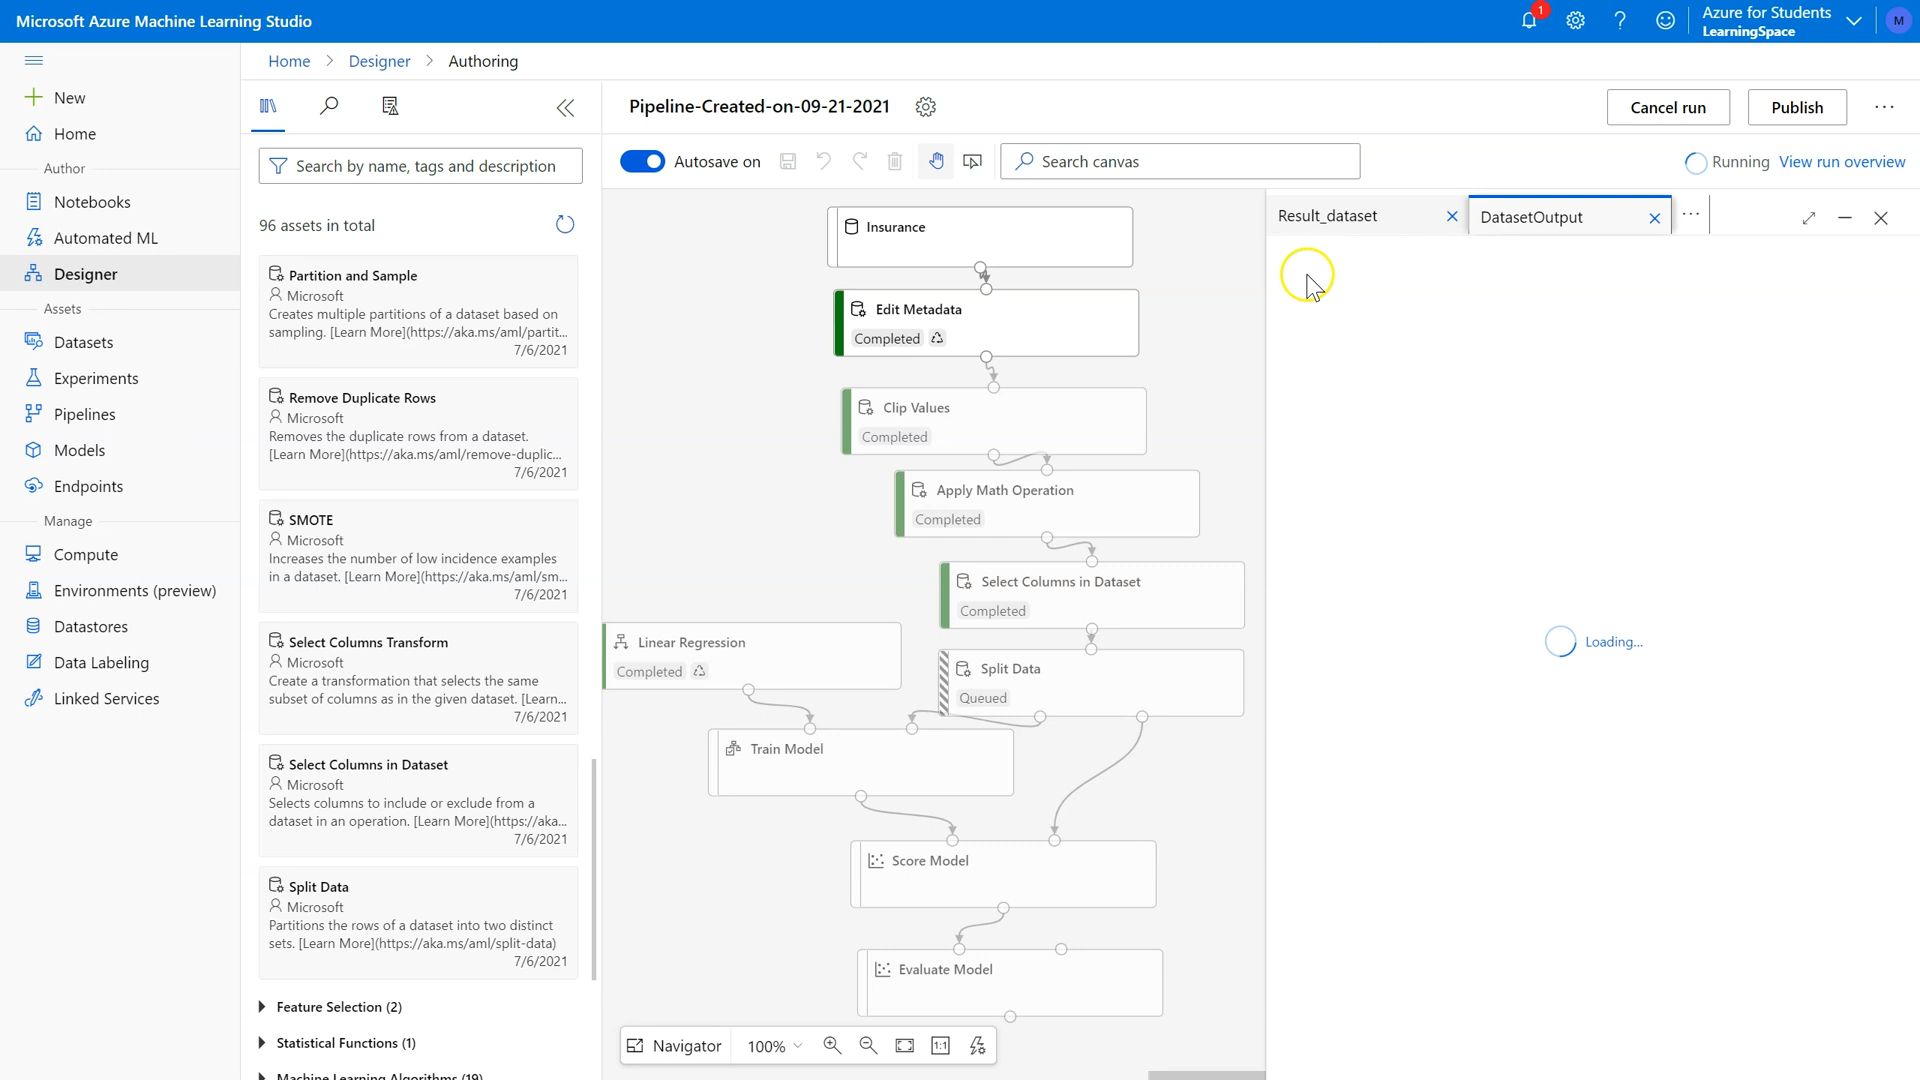 Microsoft Azure Machine Learning Studio
1
Azure for Students
LearningSpace
M
New
Home
Author
Notebooks
Automated ML
Designer
Assets
Datasets
Experiments
Pipelines
Models
Endpoints
Manage
Compute
Environments (preview)
Datastores
Data Labeling
Linked Services
Home > Designer > Authoring
Search by name, tags and description
96 assets in total
Partition and Sample
Microsoft
Creates multiple partitions of a dataset based on
sampling. [Learn More](https://aka.ms/aml/partit...
7/6/2021
Remove Duplicate Rows
Microsoft
Removes the duplicate rows from a dataset.
[Learn More](https://aka.ms/aml/remove-duplic...
7/6/2021
SMOTE
Microsoft
Increases the number of low incidence examples
in a dataset. [Learn More](https://aka.ms/aml/sm...
7/6/2021
Select Columns Transform
Microsoft
Create a transformation that selects the same
subset of columns as in the given dataset. [Learn...
7/6/2021
Select Columns in Dataset
Microsoft
Selects columns to include or exclude from a
dataset in an operation. [Learn More](https://aka...
7/6/2021
Split Data
Microsoft
Partitions the rows of a dataset into two distinct
sets. [Learn More](https://aka.ms/aml/split-data)
7/6/2021
Feature Selection (2)
Statistical Functions (1)
Machine Learning Algorithms (19)
Pipeline-Created-on-09-21-2021
Cancel run
Publish
Autosave on
Search canvas
Running View run overview
Insurance
Edit Metadata
Completed
Clip Values
Completed
Apply Math Operation
Completed
Select Columns in Dataset
Completed
Linear Regression
Completed
Split Data
Queued
Train Model
Score Model
Evaluate Model
Navigator
100%
1:1
Result_dataset
DatasetOutput
Loading...